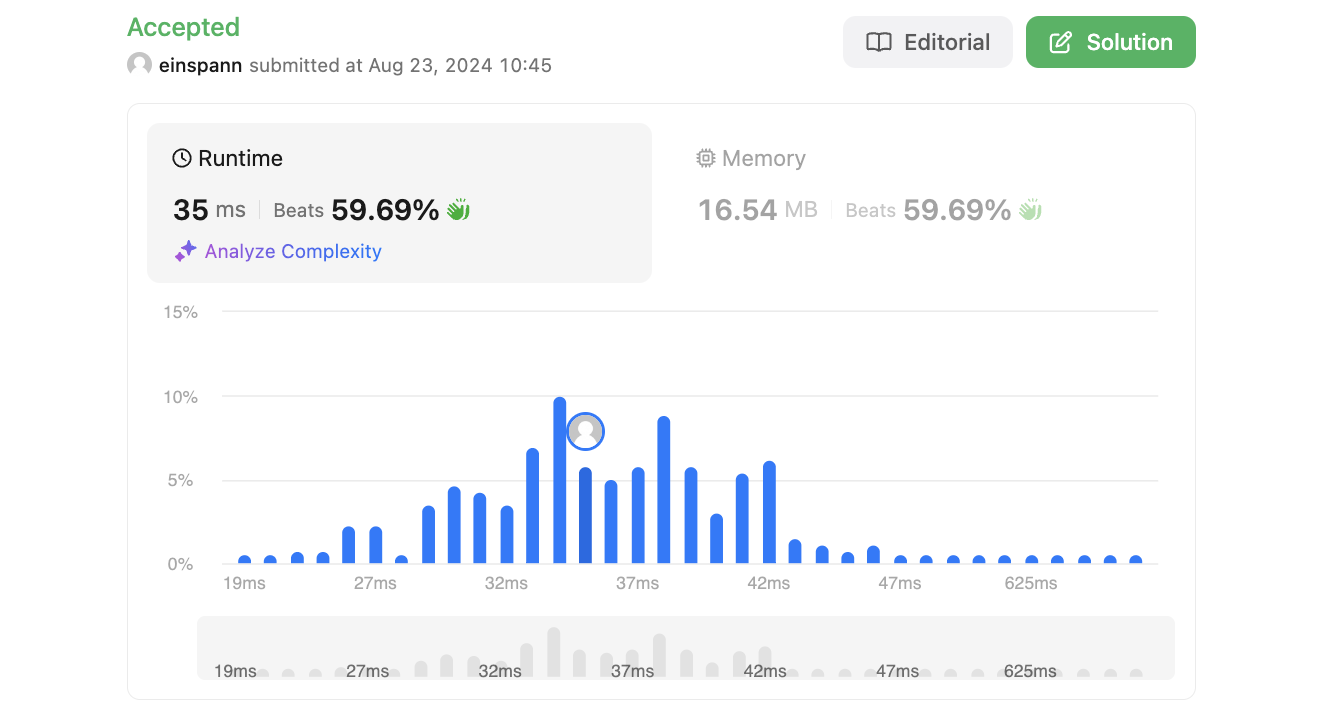 Accepted
Editorial
Solution
einspann submitted at Aug 23, 2024 10:45
Runtime
Memory
35 ms Beats 59.69%
16.54 MB Beats 59.69%
Analyze Complexity
15%
10%
5%
0%
19ms 27ms 32ms 37ms 42ms 47ms 625ms
19ms 27ms 32ms 37ms 42ms 47ms 625ms